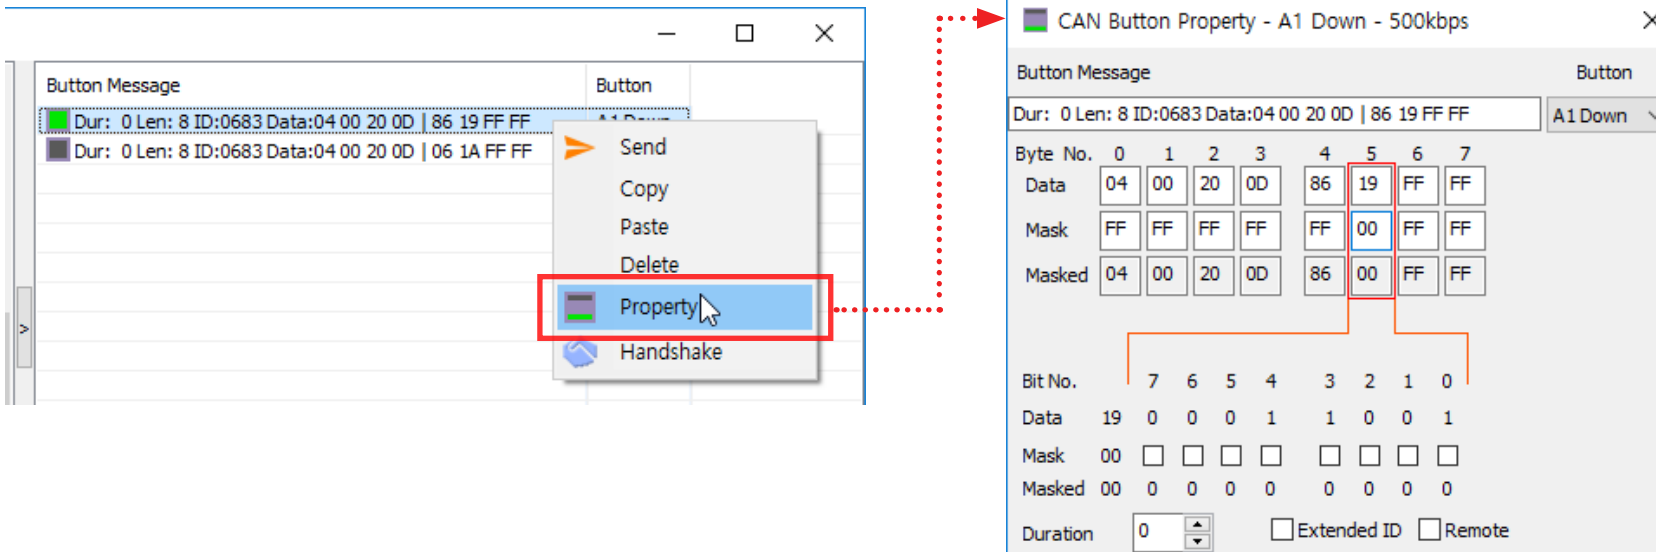 Button Message Button
Dur: 0 Len: 8 ID:0683 Data:04 00 20 0D | 86 19 FF FF A1 Down
Dur: 0 Len: 8 ID:0683 Data:04 00 20 0D | 06 1A FF FF
>
Send
Copy
Paste
Delete
Property
Handshake
CAN Button Property - A1 Down - 500kbps
Button Message Button
Dur: 0 Len: 8 ID:0683 Data:04 00 20 0D | 86 19 FF FF A1 Down
Byte No. 0 1 2 3 4 5 6 7
Data 04 00 20 0D 86 19 FF FF
Mask FF FF FF FF FF 00 FF FF
Masked 04 00 20 0D 86 00 FF FF
Bit No. 7 6 5 4 3 2 1 0
Data 19 0 0 0 1 1 0 0 1
Mask 00
Masked 00 0 0 0 0 0 0 0 0
Duration 0 Extended ID Remote